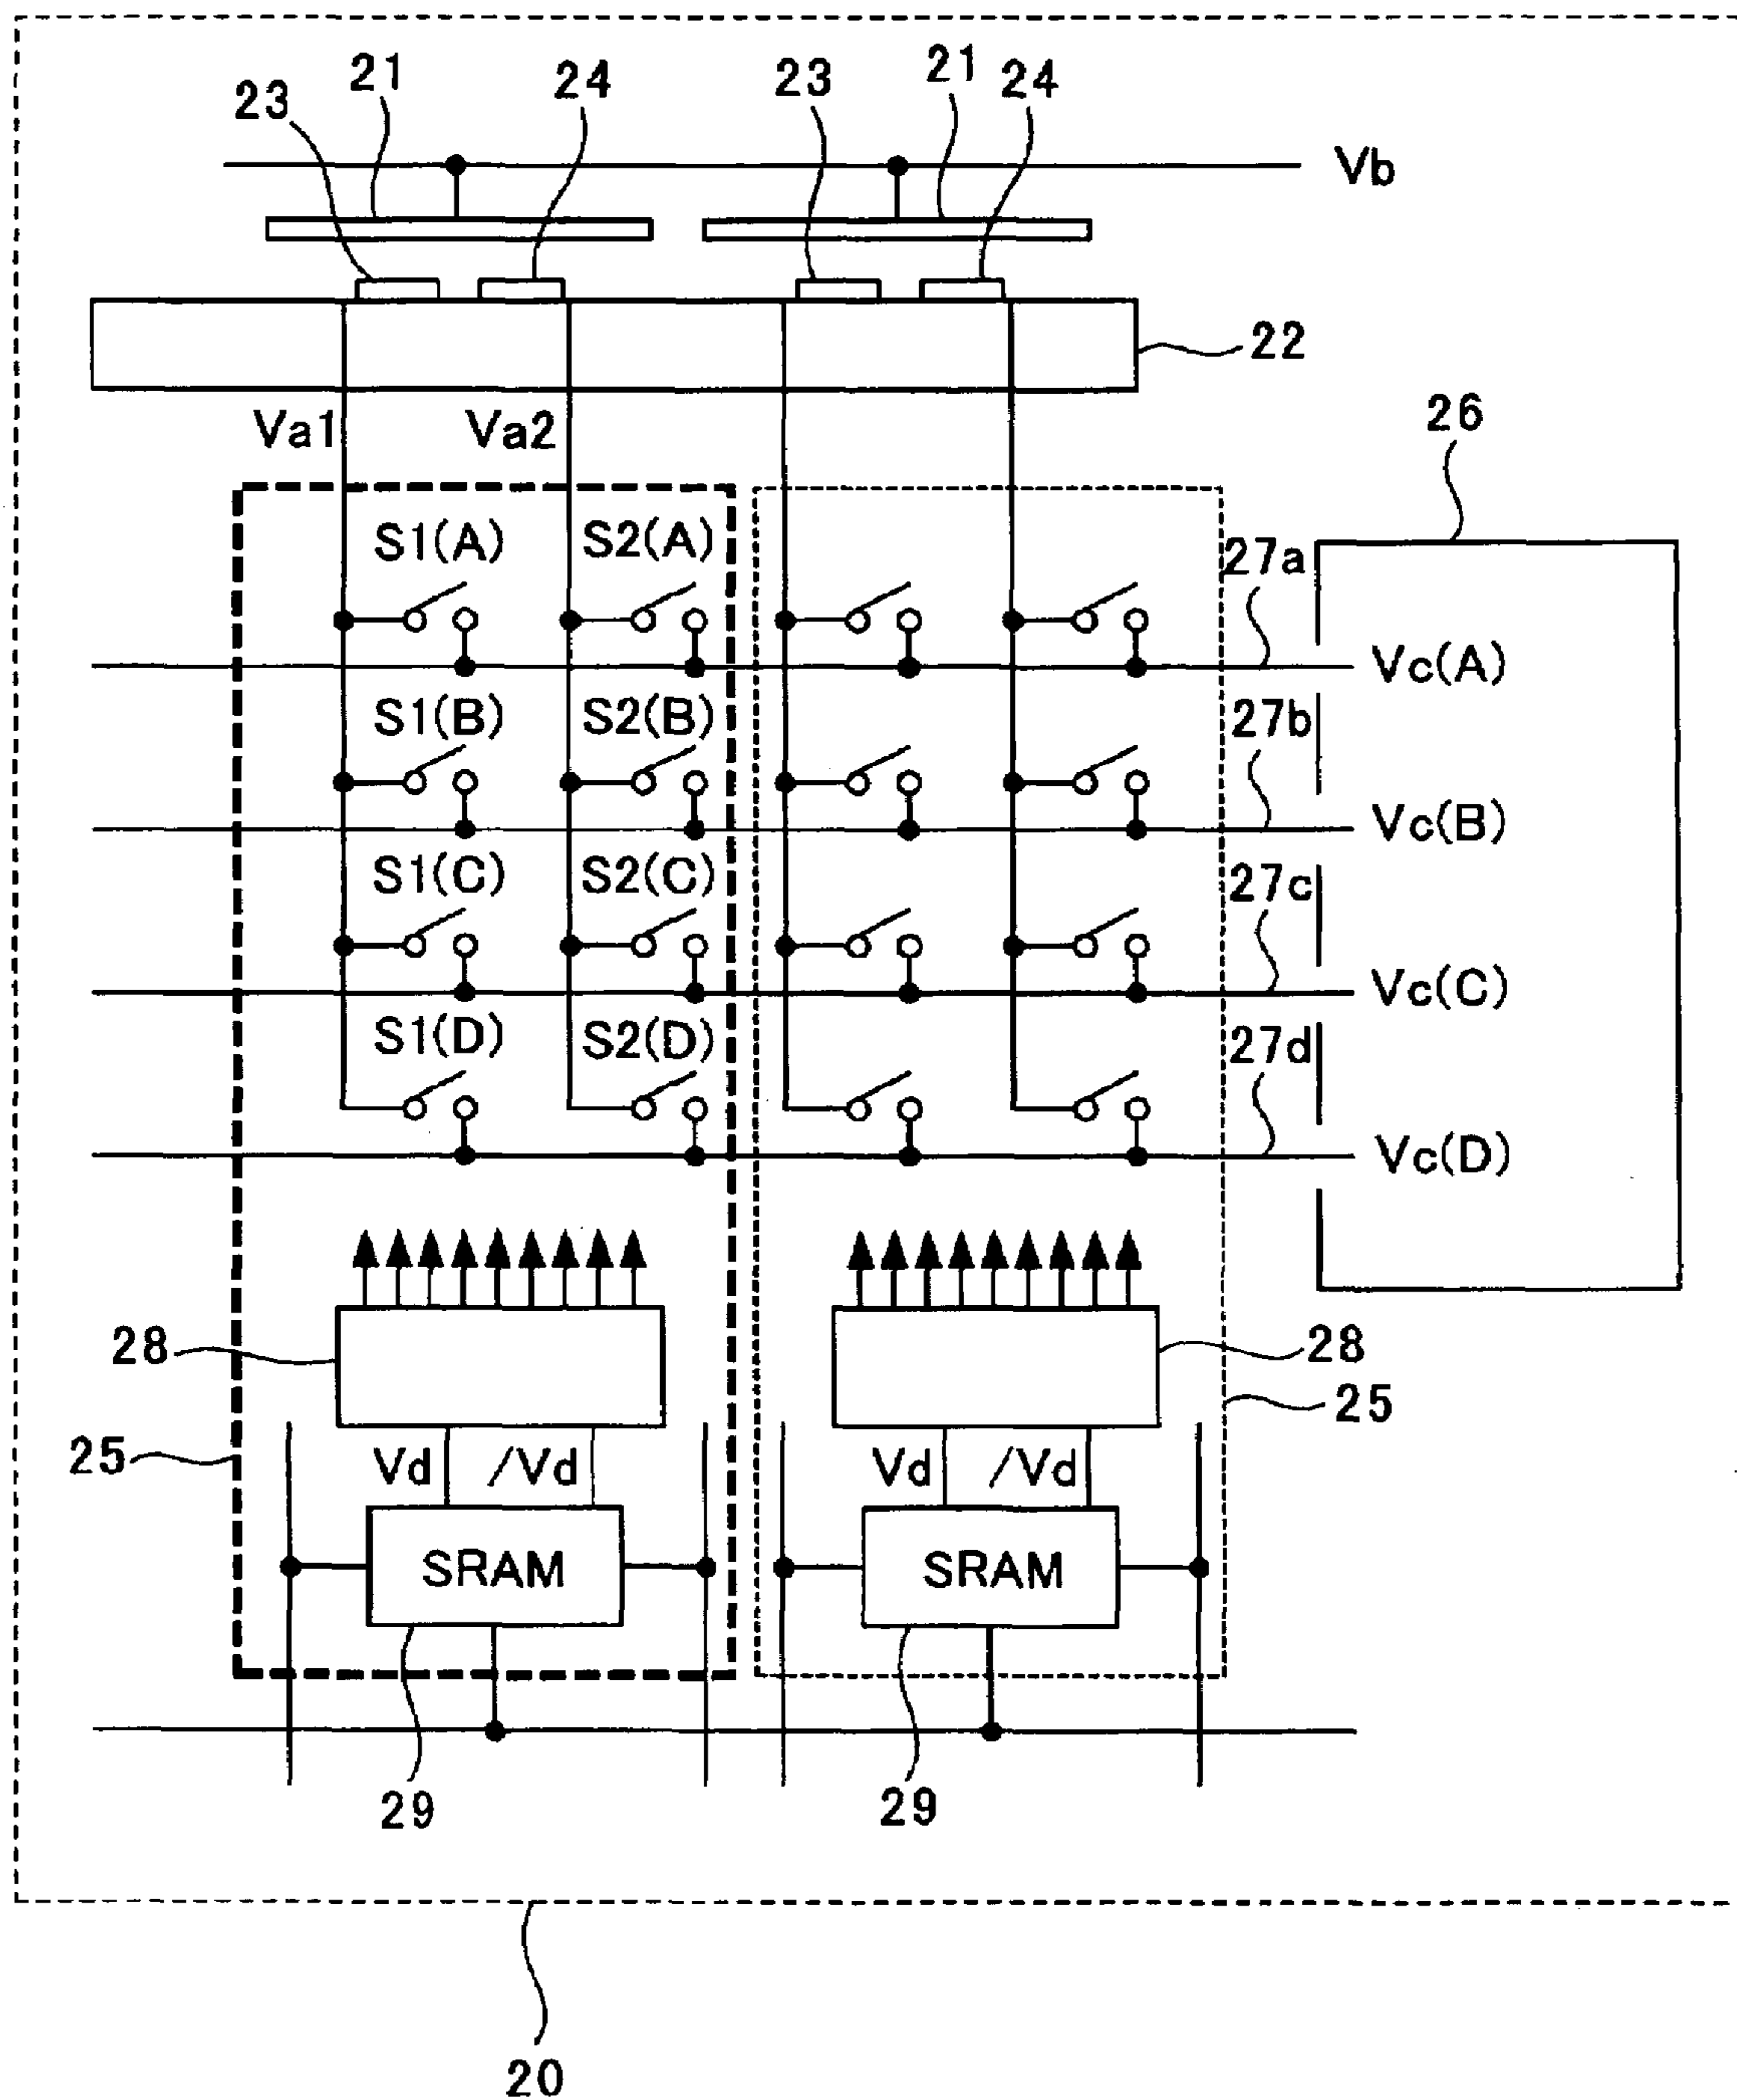 21
24
23
21
24
23
Vb
22
Va1
Va2
26
S1(A)
S2(A)
27a
Vc(A)
S1(B)
S2(B)
27b
Vc(B)
S1(C)
S2(C)
27c
Vc(C)
S1(D)
S2(D)
27d
Vc(D)
28
28
25
25
Vd
/Vd
Vd
/Vd
SRAM
SRAM
29
29
20